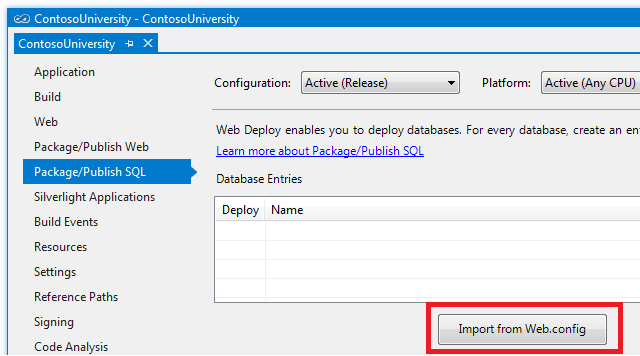 ContosoUniversity - ContosoUniversity
ContosoUniversity
Application
Build
Web
Package/Publish Web
Package/Publish SQL
Silverlight Applications
Build Events
Resources
Settings
Reference Paths
Signing
Code Analysis
Configuration: Active (Release) Platform: Active (Any CPU)
Web Deploy enables you to deploy databases. For every database, create an
Learn more about Package/Publish SQL
Database Entries
Deploy Name
Import from Web.config